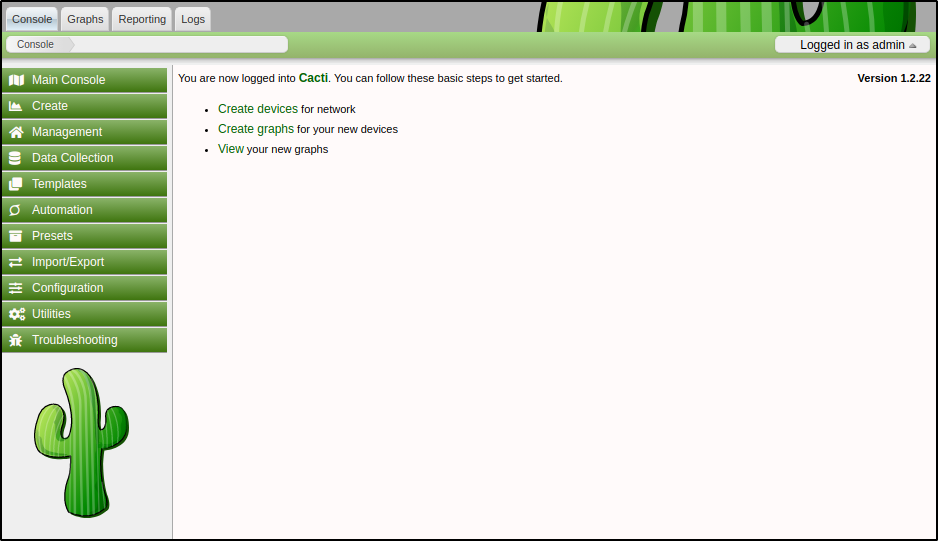 Console Graphs Reporting Logs
Console
Logged in as admin
Main Console
Create
Management
Data Collection
Templates
Automation
Presets
Import/Export
Configuration
Utilities
Troubleshooting
You are now logged into Cacti. You can follow these basic steps to get started.
Version 1.2.22
Create devices for network
Create graphs for your new devices
View your new graphs